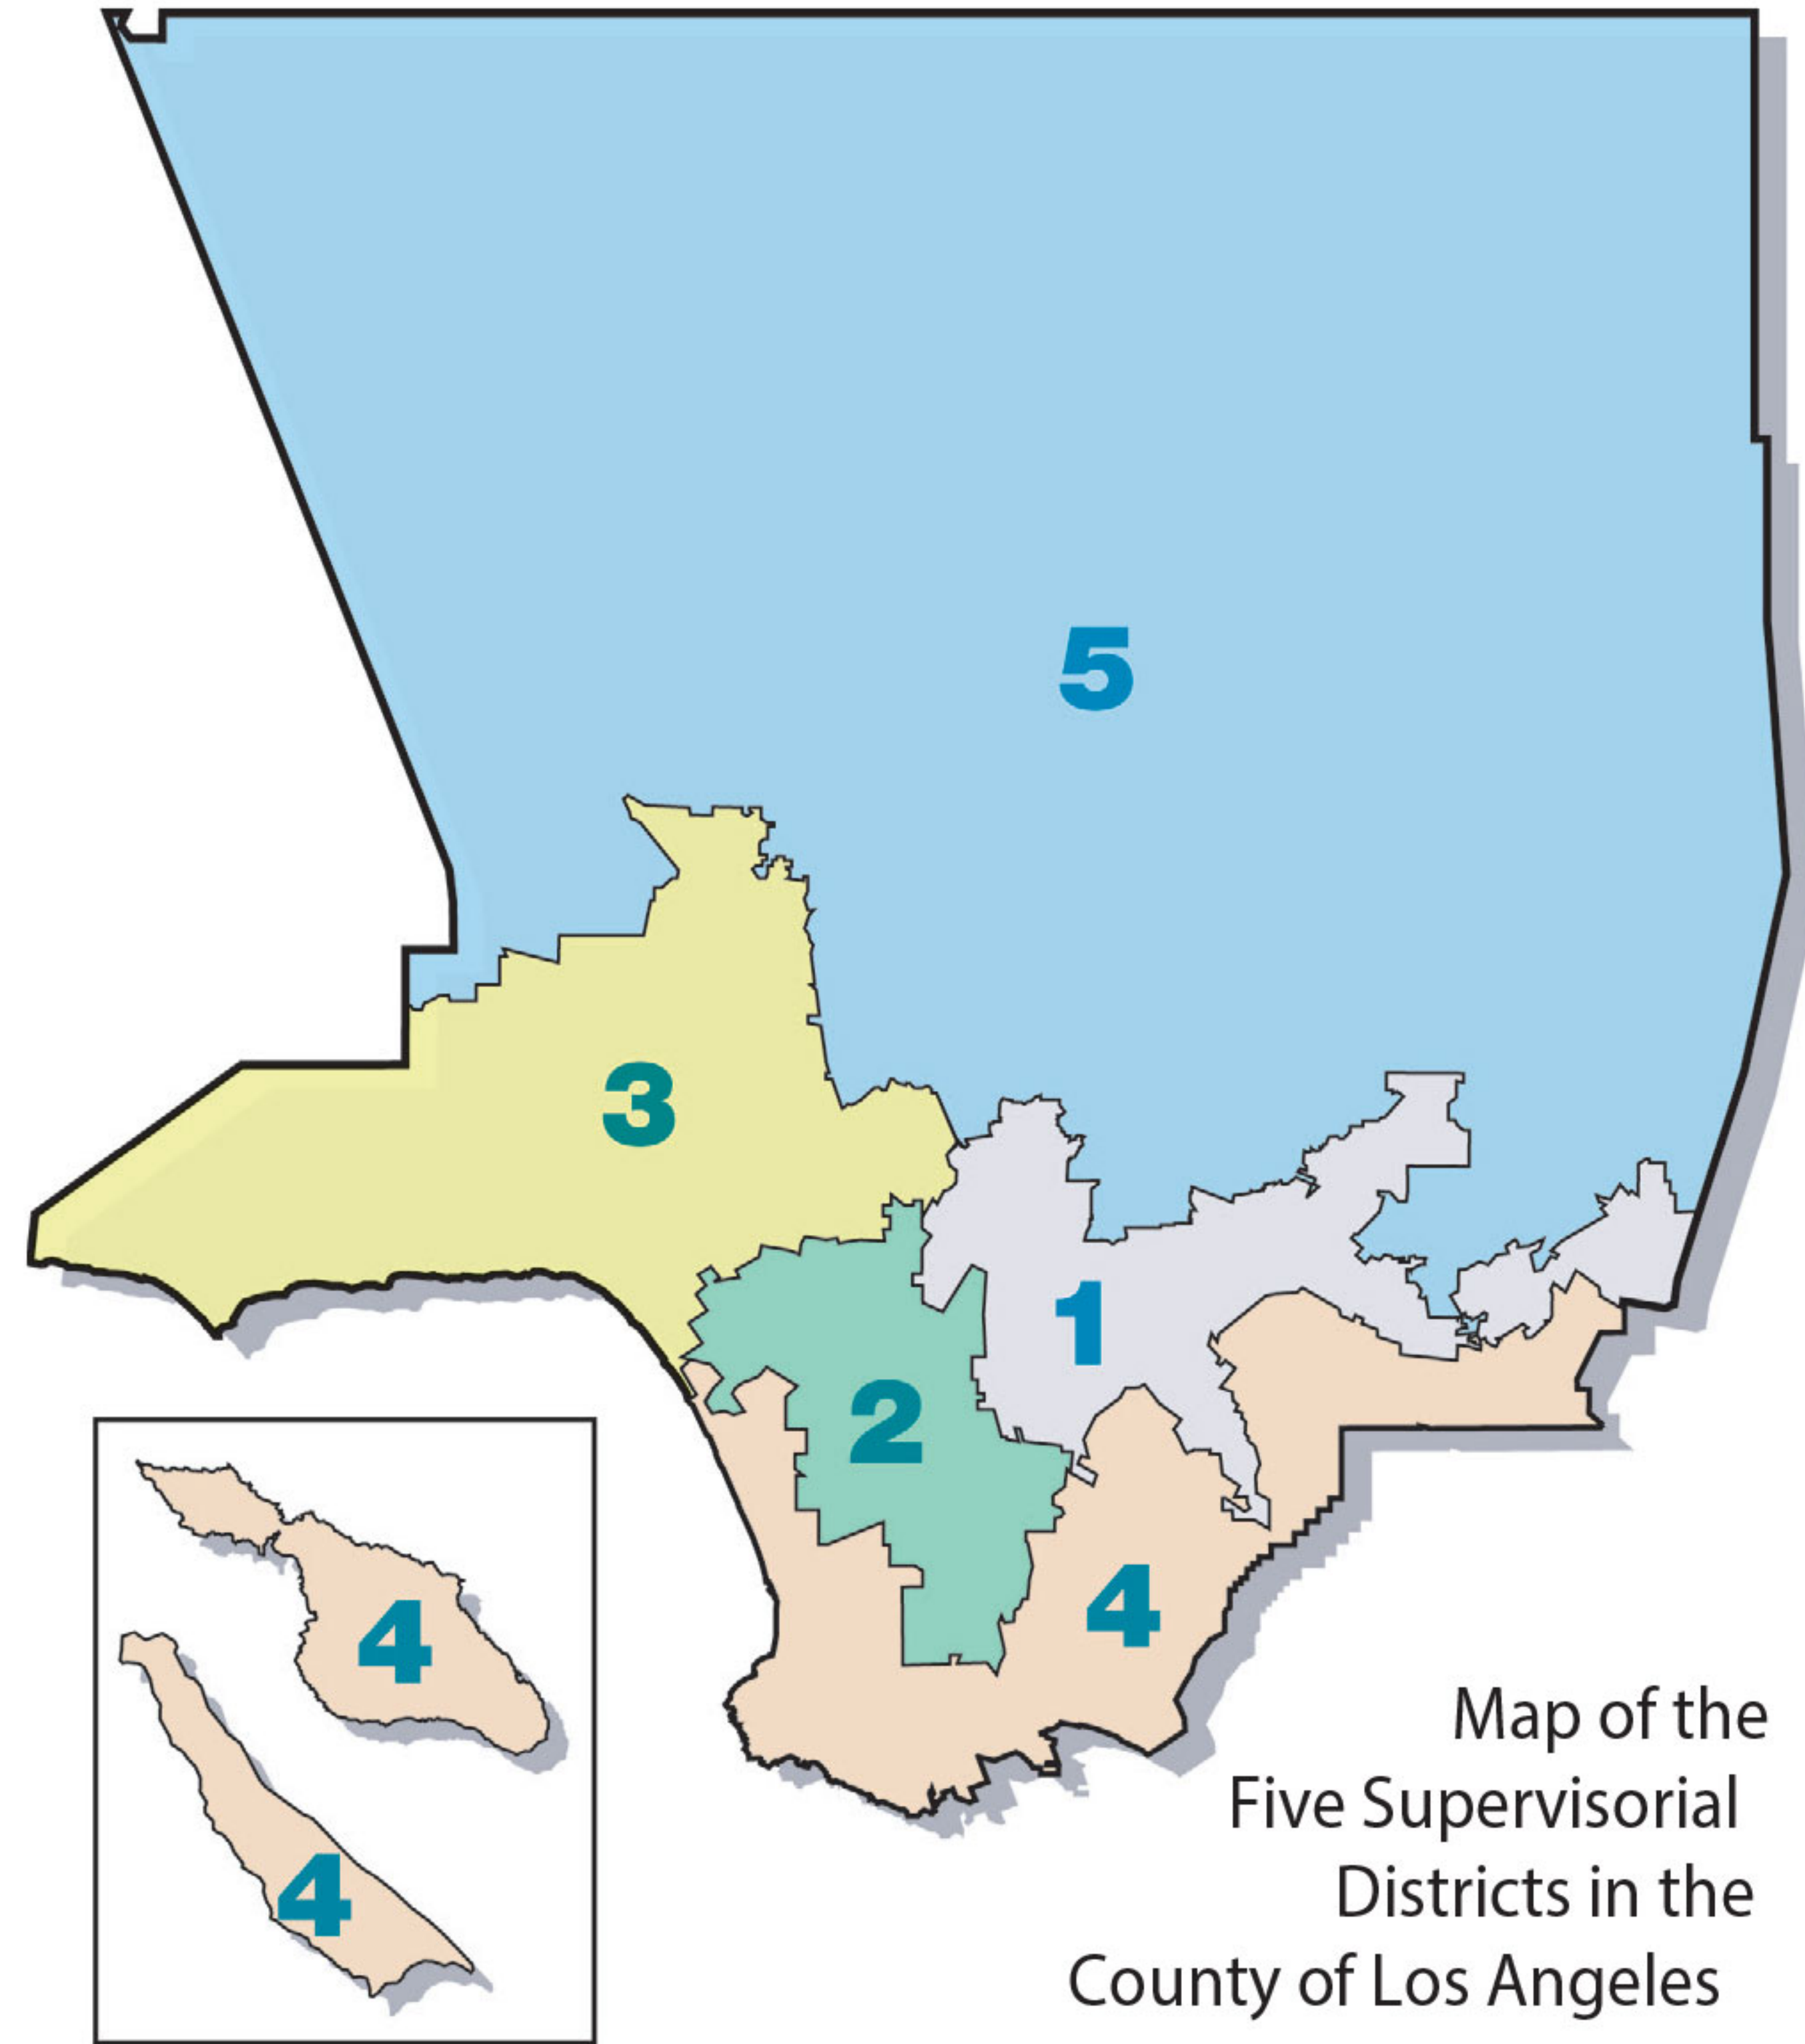 5
3
1
2
4
4
4
Map of the
Five Supervisorial
Districts in the
County of Los Angeles